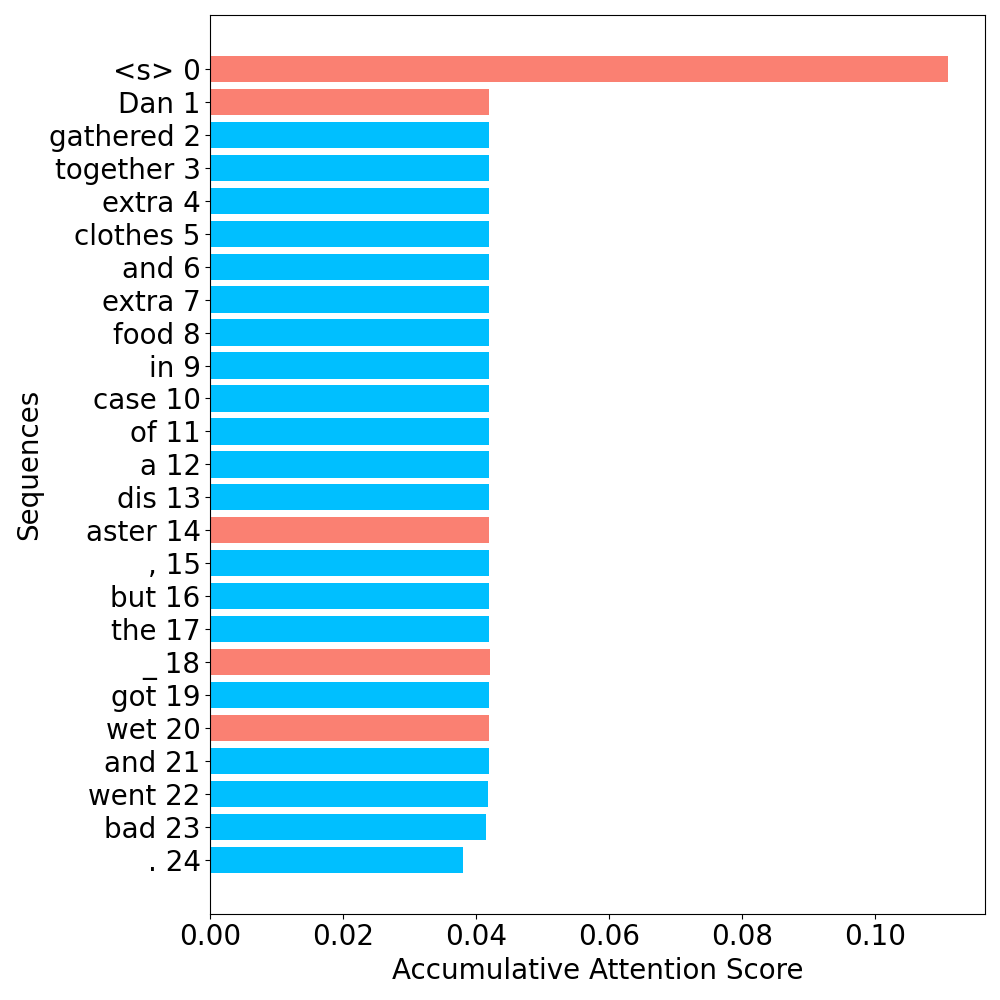 <s> 0
Dan 1
gathered 2
together 3
extra 4
clothes 5
and 6
extra 7
food 8
in 9
case 10
of 11
a 12
dis 13
aster 14
, 15
but 16
the 17
_ 18
got 19
wet 20
and 21
went 22
bad 23
. 24
Sequences
0.00 0.02 0.04 0.06 0.08 0.10
Accumulative Attention Score